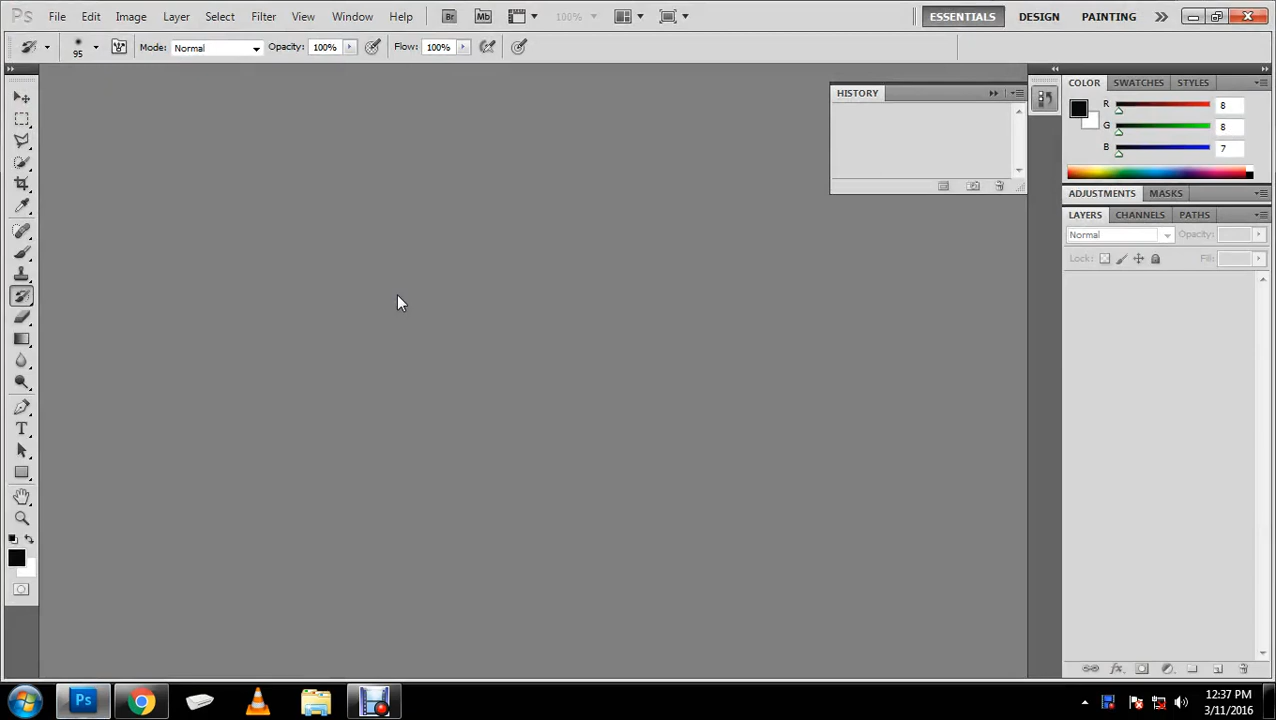 Ps File Edit Image Layer Select Filter View Window Help Br Mb 100% ESSENTIALS DESIGN PAINTING
95 Mode: Normal Opacity: 100% Flow: 100%
HISTORY
COLOR SWATCHES STYLES
R 8
G 8
B 7
ADJUSTMENTS MASKS
LAYERS CHANNELS PATHS
Normal Opacity:
Lock: Fill:
T
fx
Ps
12:37 PM
3/11/2016